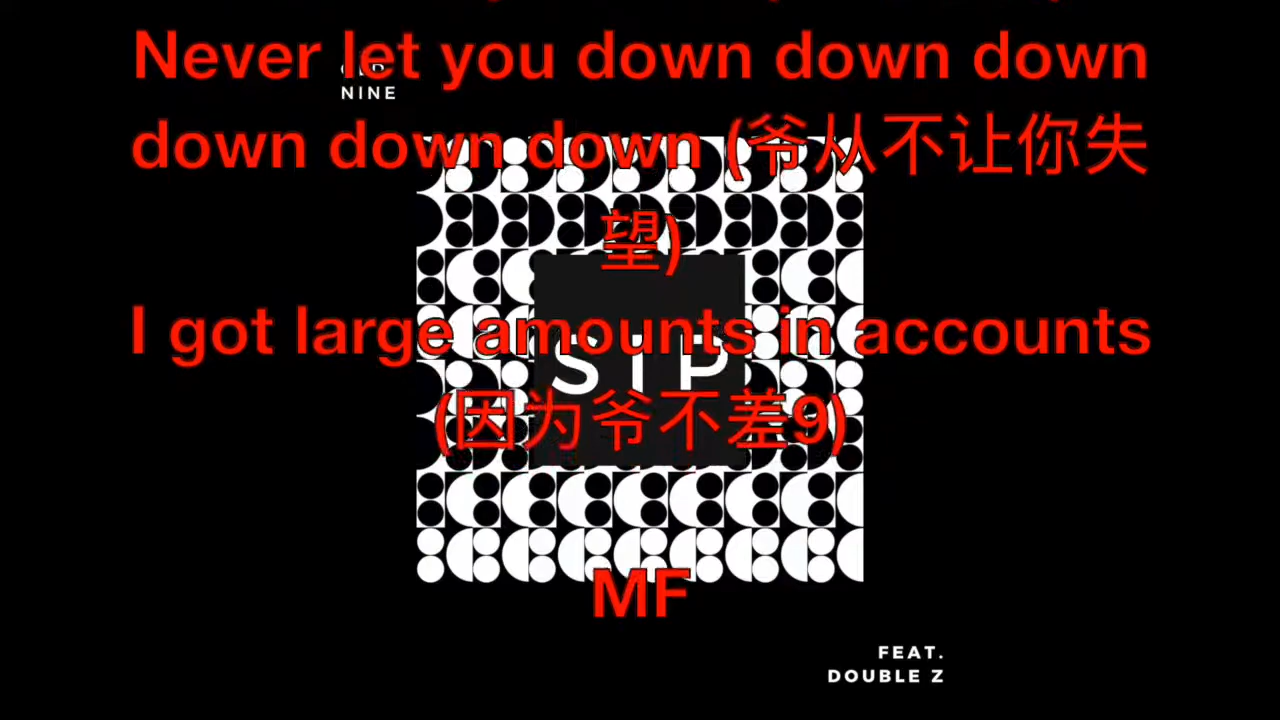 Never let you down down down
NINE
down down down (爷从不让你失
望)
I got large amounts in accounts
(因为爷不差9)
MF
FEAT.
DOUBLE Z